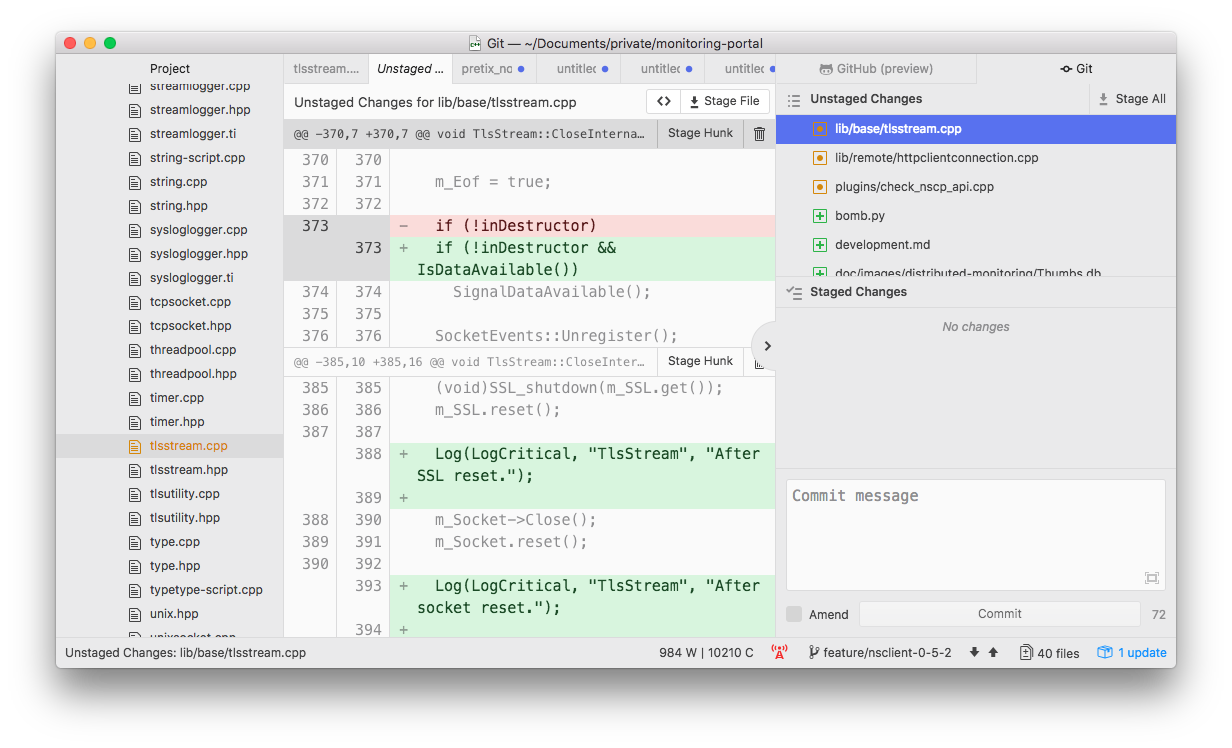 Git — ~/Documents/private/monitoring-portal
Project
streamlogger.cpp
streamlogger.hpp
streamlogger.ti
string-script.cpp
string.cpp
string.hpp
sysloglogger.cpp
sysloglogger.hpp
sysloglogger.ti
tcpsocket.cpp
tcpsocket.hpp
threadpool.cpp
threadpool.hpp
timer.cpp
timer.hpp
tlsstream.cpp
tlsstream.hpp
tlsutility.cpp
tlsutility.hpp
type.cpp
type.hpp
typetype-script.cpp
unix.hpp
unixsocket.cpp
tlsstream.... Unstaged ... pretix_no untitled untitled untitled
Unstaged Changes for lib/base/tlsstream.cpp <> Stage File
@@ -370,7 +370,7 @@ void TlsStream::CloseInterna… Stage Hunk
370 370
371 371 m_Eof = true;
372 372
373 - if (!inDestructor)
373 + if (!inDestructor &&
IsDataAvailable())
374 374 SignalDataAvailable();
375 375
376 376 SocketEvents::Unregister();
@@ -385,10 +385,16 @@ void TlsStream::CloseInter… Stage Hunk
385 385 (void)SSL_shutdown(m_SSL.get());
386 386 m_SSL.reset();
387 387
388 + Log(LogCritical, "TlsStream", "After
SSL reset.");
389 +
388 390 m_Socket->Close();
389 391 m_Socket.reset();
390 392
393 + Log(LogCritical, "TlsStream", "After
socket reset.");
394 +
GitHub (preview) Git
Unstaged Changes Stage All
lib/base/tlsstream.cpp
lib/remote/httpclientconnection.cpp
plugins/check_nscp_api.cpp
bomb.py
development.md
doc/images/distributed-monitoring/Thumbs.db
Staged Changes
No changes
Commit message
Amend Commit 72
Unstaged Changes: lib/base/tlsstream.cpp 984 W | 10210 C feature/nsclient-0-5-2 40 files 1 update